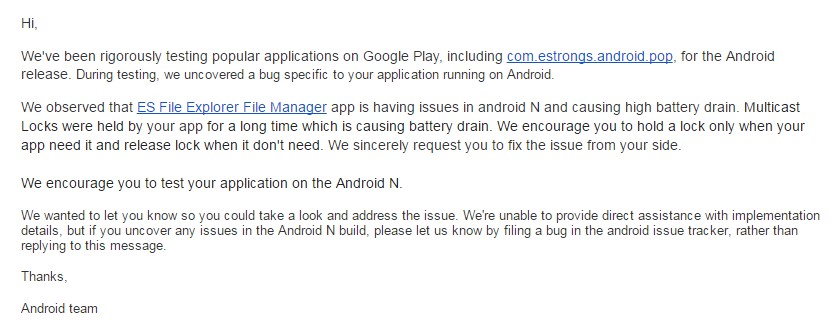 Hi,
We've been rigorously testing popular applications on Google Play, including com.estrongs.android.pop, for the Android
release. During testing, we uncovered a bug specific to your application running on Android.
We observed that ES File Explorer File Manager app is having issues in android N and causing high battery drain. Multicast
Locks were held by your app for a long time which is causing battery drain. We encourage you to hold a lock only when your
app need it and release lock when it don't need. We sincerely request you to fix the issue from your side.
We encourage you to test your application on the Android N.
We wanted to let you know so you could take a look and address the issue. We're unable to provide direct assistance with implementation
details, but if you uncover any issues in the Android N build, please let us know by filing a bug in the android issue tracker, rather than
replying to this message.
Thanks,
Android team